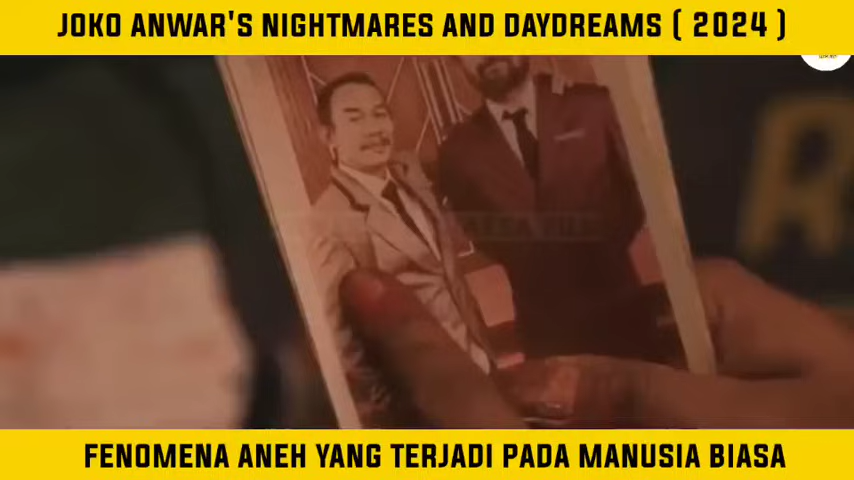 JOKO ANWAR'S NIGHTMARES AND DAYDREAMS ( 2024 )
FENOMENA ANEH YANG TERJADI PADA MANUSIA BIASA